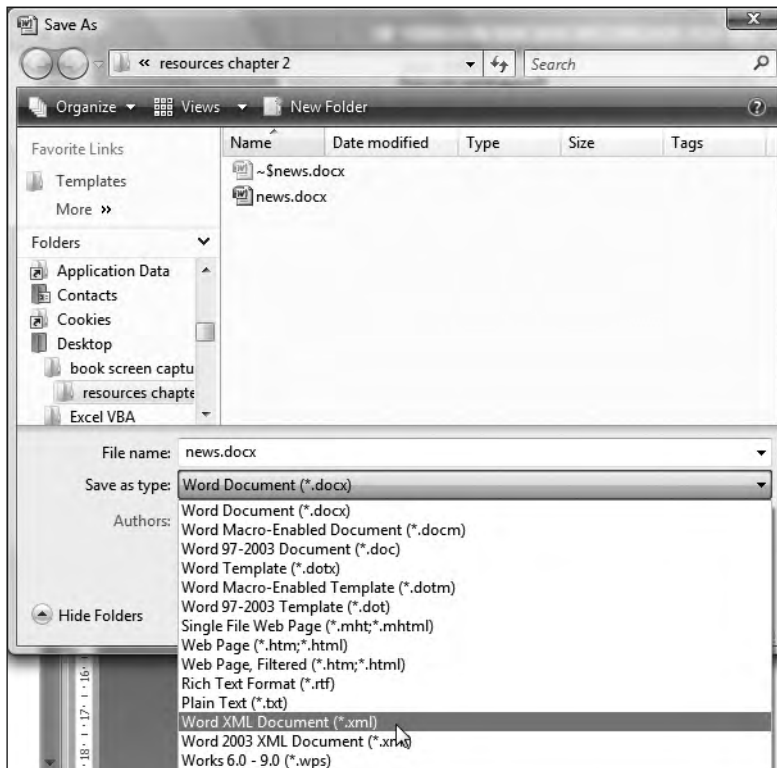 Save As
« resources chapter 2
Search
Organize Views New Folder
Favorite Links
Templates
More »
Folders
Application Data
Contacts
Cookies
Desktop
book screen captu
resources chapte
Excel VBA
Name Date modified Type Size Tags
~$news.docx
news.docx
File name: news.docx
Save as type: Word Document (*.docx)
Authors:
Word Document (*.docx)
Word Macro-Enabled Document (*.docm)
Word 97-2003 Document (*.doc)
Word Template (*.dotx)
Word Macro-Enabled Template (*.dotm)
Word 97-2003 Template (*.dot)
Single File Web Page (*.mht;*.mhtml)
Web Page (*.htm;*.html)
Web Page, Filtered (*.htm;*.html)
Rich Text Format (*.rtf)
Plain Text (*.txt)
Word XML Document (*.xml)
Word 2003 XML Document (*.xml)
Works 6.0 - 9.0 (*.wps)
Hide Folders
16
17
18